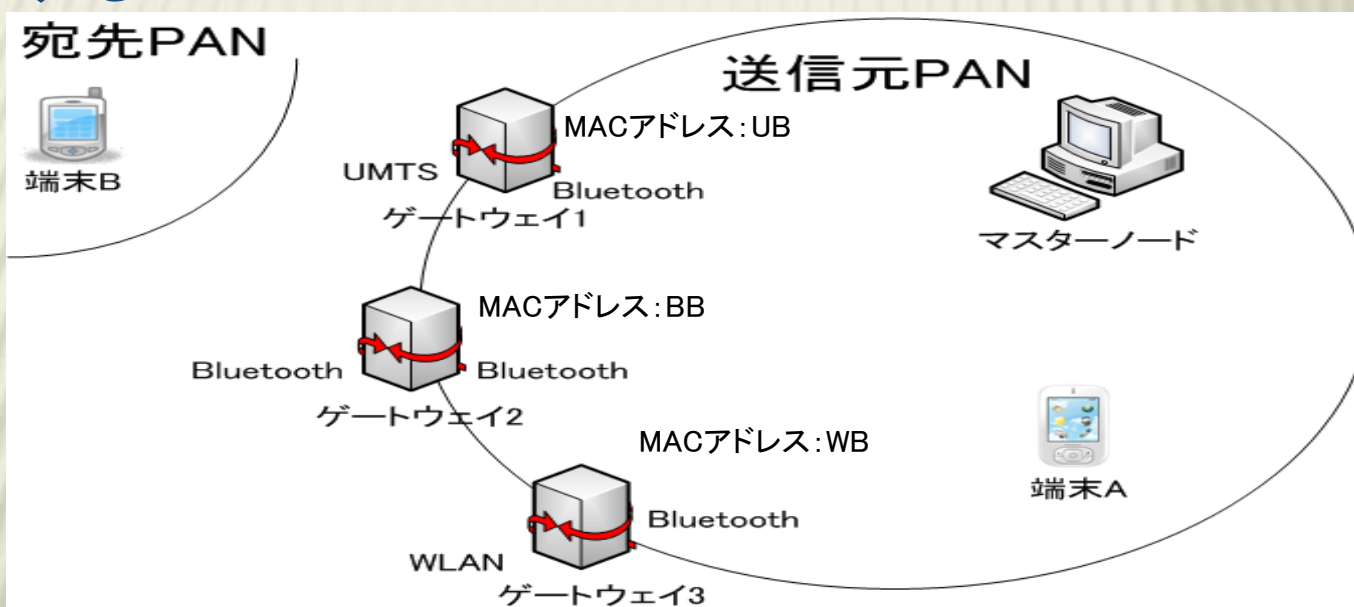 宛先PAN
送信元PAN
MACアドレス:UB
端末B
UMTS
Bluetooth
ゲートウェイ1
マスターノード
MACアドレス:BB
Bluetooth
Bluetooth
ゲートウェイ2
MACアドレス:WB
端末A
Bluetooth
WLAN
ゲートウェイ3